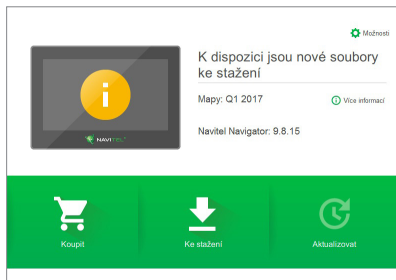 Možnosti
K dispozici jsou nové soubory
ke stažení
Mapy: Q1 2017
Více informací
Navitel Navigator: 9.8.15
NAVITEL
Koupit
Ke stažení
Aktualizovat